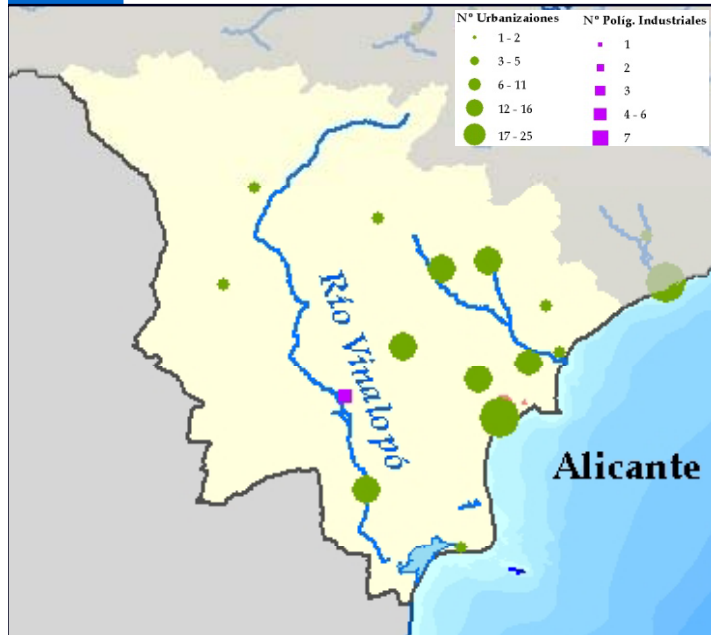 Nº Urbanizaiones
1 - 2
3 - 5
6 - 11
12 - 16
17 - 25
Nº Políg. Industriales
1
2
3
4 - 6
7
Río Vinalopó
Alicante